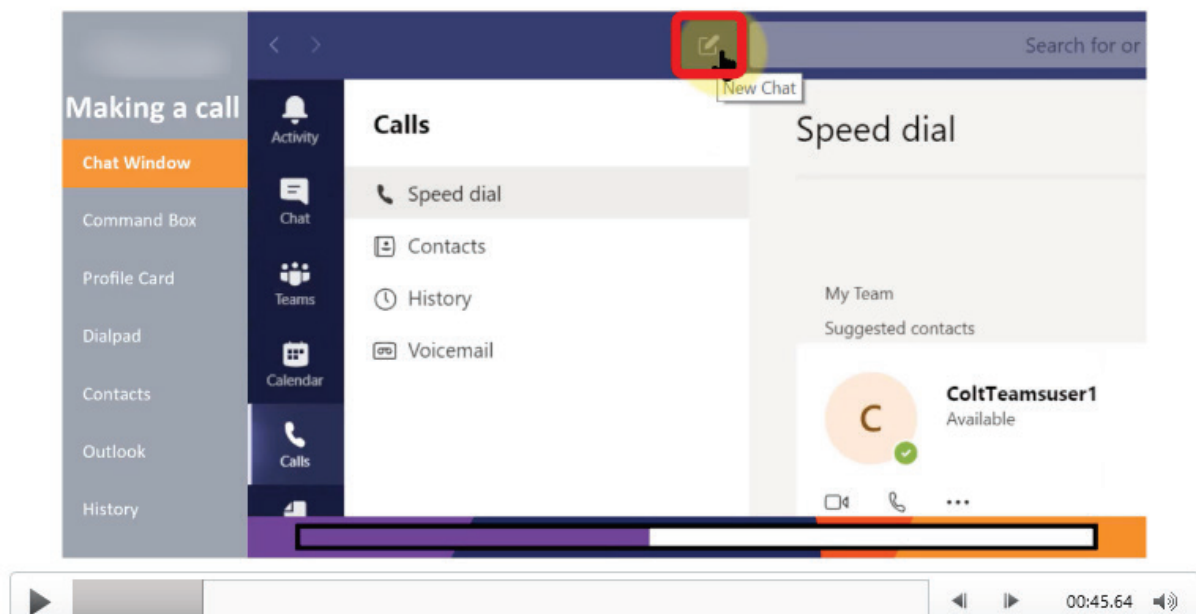 Search for or
New Chat
Making a call
Chat Window
Command Box
Profile Card
Dialpad
Contacts
Outlook
History
Activity
Chat
Teams
Calendar
Calls
Calls
Speed dial
Contacts
History
Voicemail
Speed dial
My Team
Suggested contacts
C
ColtTeamsuser1
Available
00:45.64